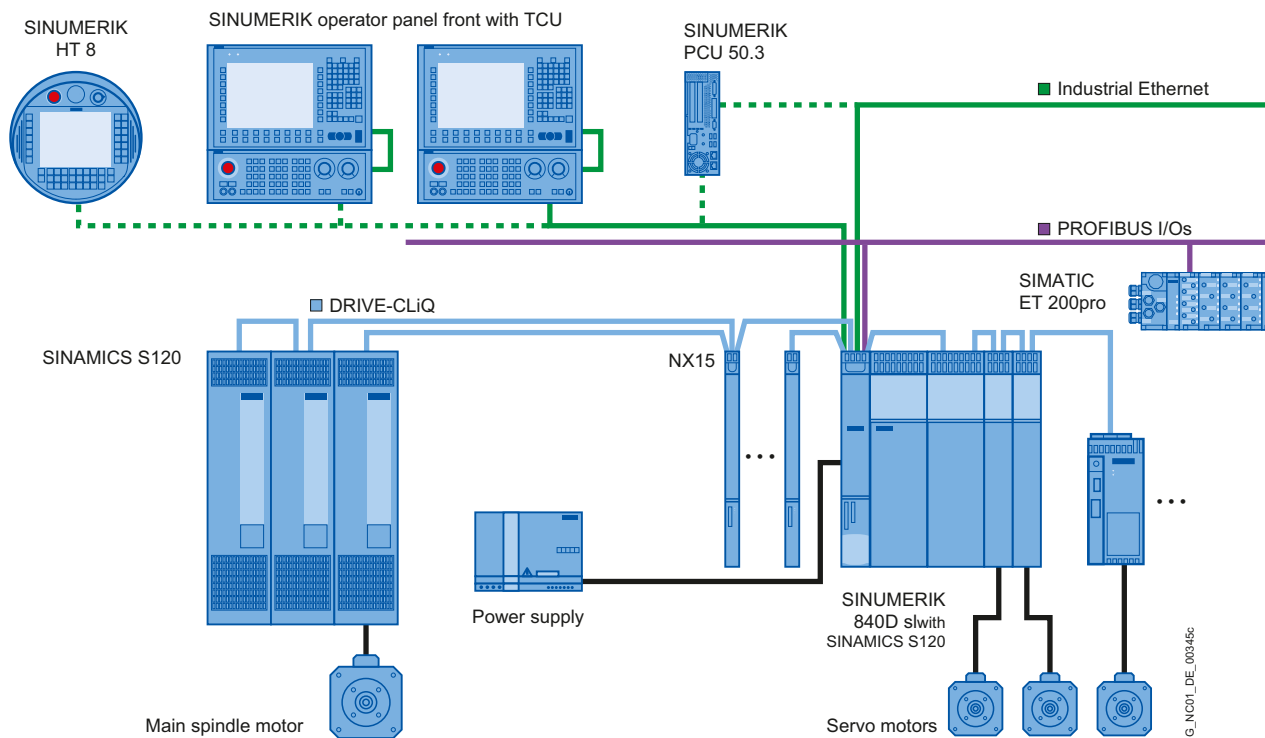 SINUMERIK operator panel front with TCU
SINUMERIK
HT 8
SINUMERIK
PCU 50.3
Industrial Ethernet
PROFIBUS I/Os
SIMATIC
ET 200pro
DRIVE-CLiQ
SINAMICS S120
NX15
...
...
Power supply
SINUMERIK
840D slwith
SINAMICS S120
Main spindle motor
Servo motors
G_NC01_DE_00345c